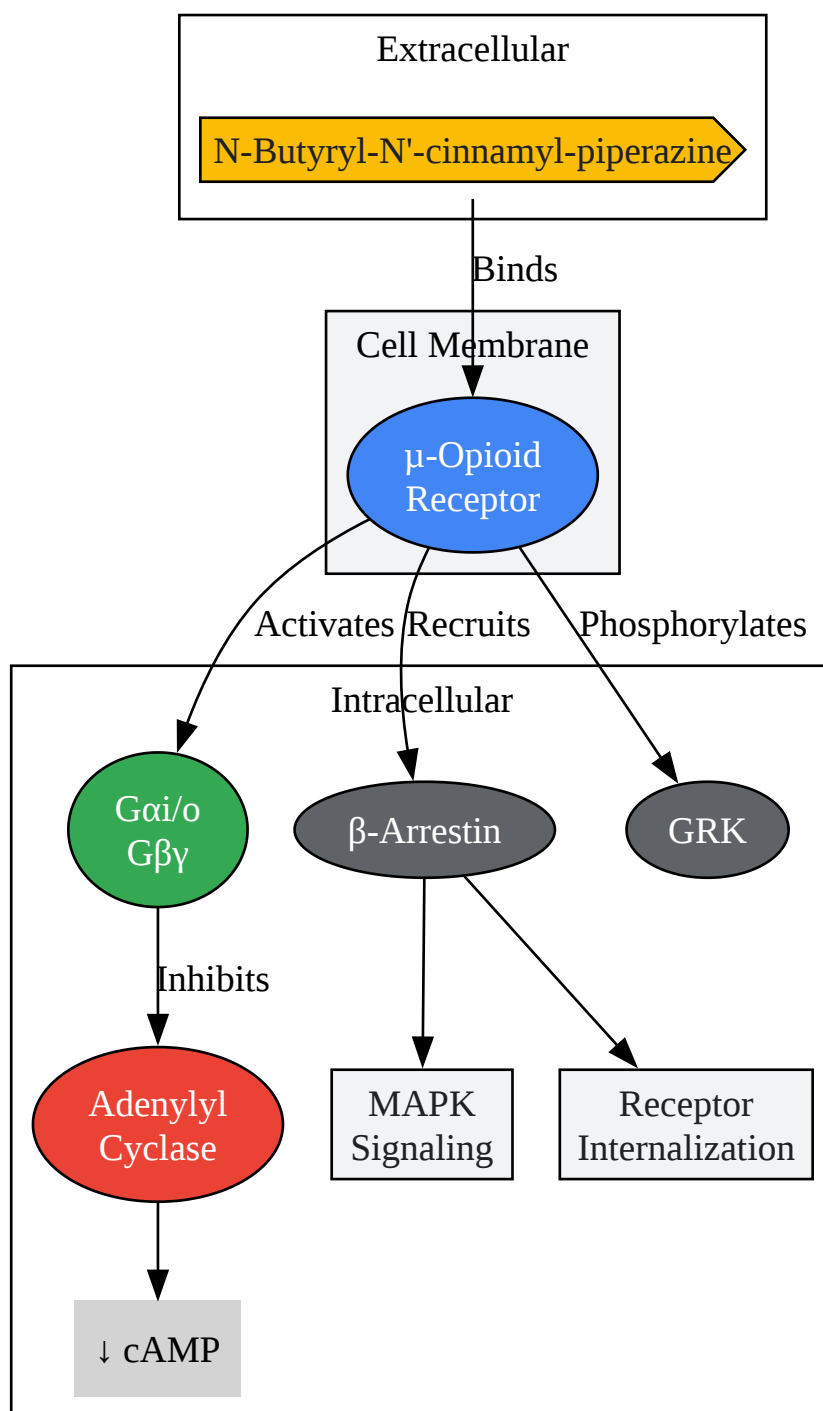 Extracellular
N-Butyryl-N'-cinnamyl-piperazine
Binds
Cell Membrane
µ-Opioid
Receptor
Activates
Recruits
Phosphorylates
Intracellular
Gαi/o
Gβγ
β-Arrestin
GRK
Inhibits
Adenylyl
Cyclase
MAPK
Signaling
Receptor
Internalization
↓ cAMP